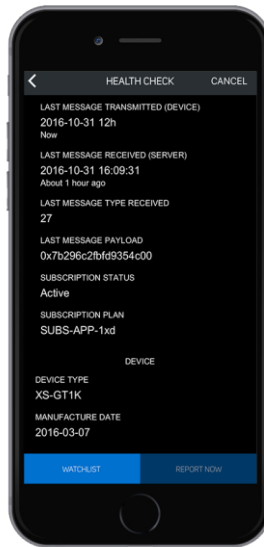 HEALTH CHECK CANCEL
LAST MESSAGE TRANSMITTED (DEVICE)
2016-10-31 12h
Now
LAST MESSAGE RECEIVED (SERVER)
2016-10-31 16:09:31
About 1 hour ago
LAST MESSAGE TYPE RECEIVED
27
LAST MESSAGE PAYLOAD
0x7b296c2fbfd9354c00
SUBSCRIPTION STATUS
Active
SUBSCRIPTION PLAN
SUBS-APP-1xd
DEVICE
DEVICE TYPE
XS-GT1K
MANUFACTURE DATE
2016-03-07
WATCHLIST REPORT NOW